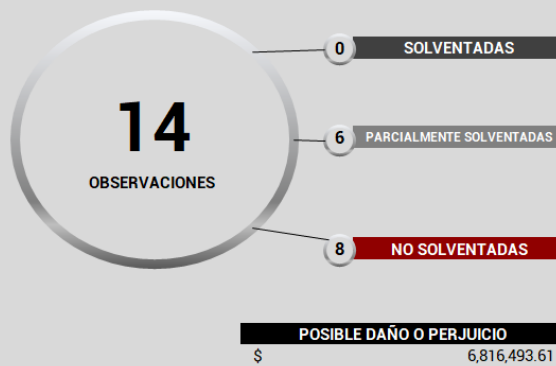 14
OBSERVACIONES
0 SOLVENTADAS
6 PARCIALMENTE SOLVENTADAS
8 NO SOLVENTADAS
POSIBLE DAÑO O PERJUICIO
$ 6,816,493.61